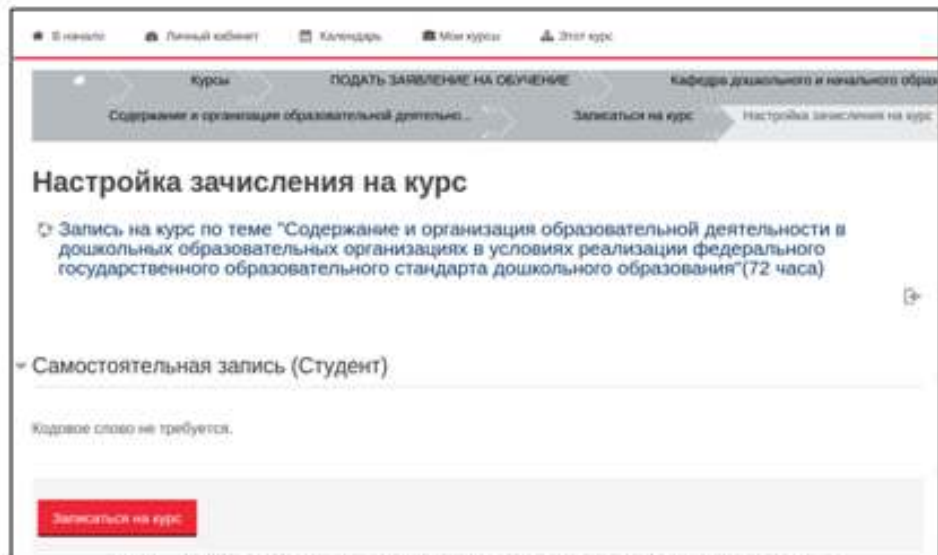 В начало Личный кабинет Календарь Мои курсы Этот курс
Курсы ПОДАТЬ ЗАЯВЛЕНИЕ НА ОБУЧЕНИЕ Кафедра дошкольного и начального образ
Содержание и организация образовательной деятельно... Записаться на курс Настройка зачисления на курс
Настройка зачисления на курс
Запись на курс по теме "Содержание и организация образовательной деятельности в
дошкольных образовательных организациях в условиях реализации федерального
государственного образовательного стандарта дошкольного образования"(72 часа)
Самостоятельная запись (Студент)
Кодовое слово не требуется.
Записаться на курс